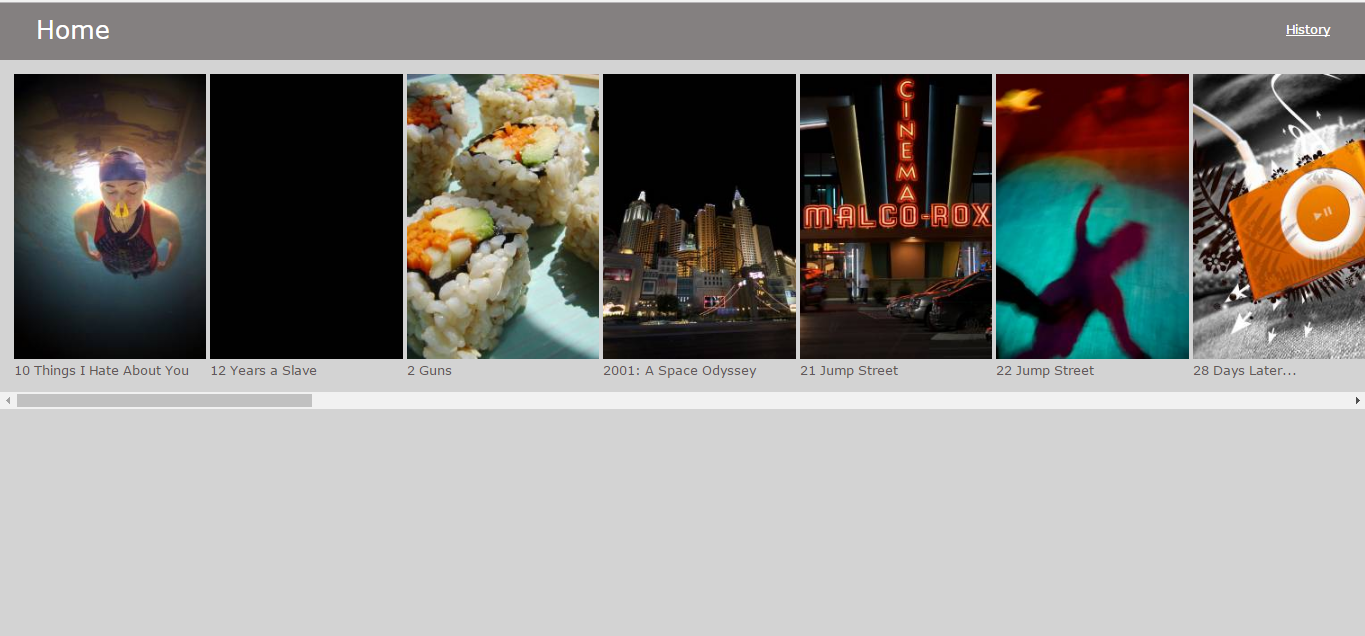 Home
History
CINEMA
MALCO-ROX
10 Things I Hate About You
12 Years a Slave
2 Guns
2001: A Space Odyssey
21 Jump Street
22 Jump Street
28 Days Later...